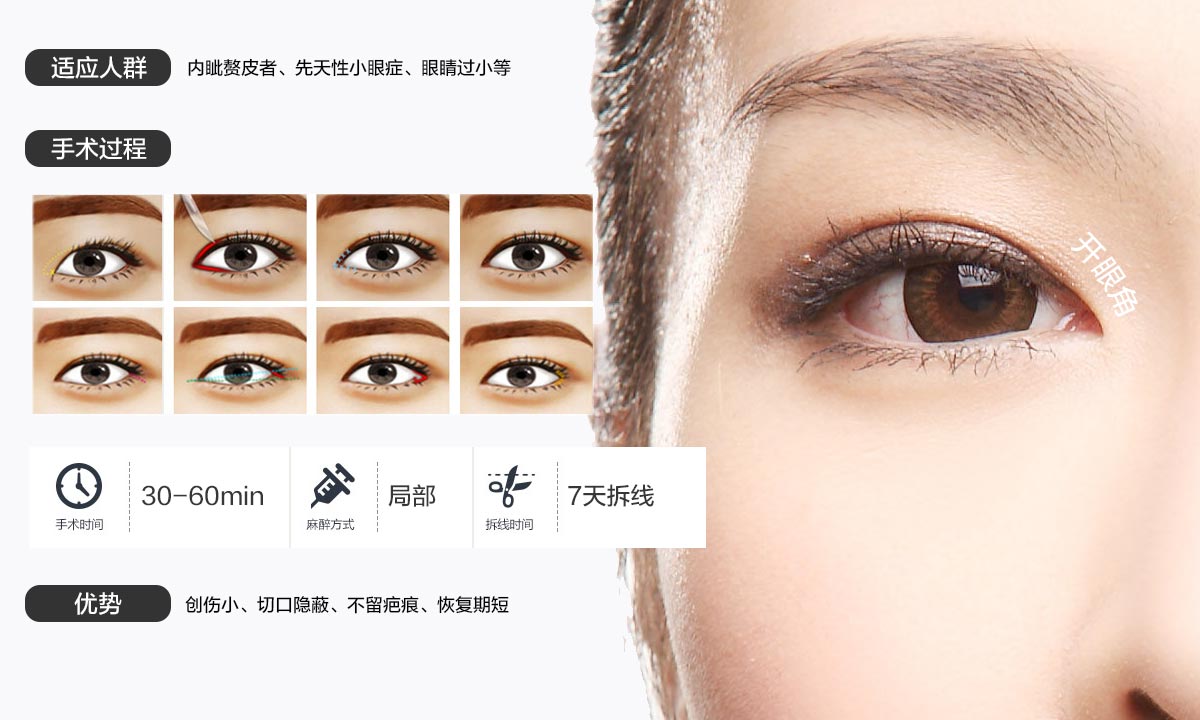 适应人群
内眦赘皮者、先天性小眼症、眼睛过小等
手术过程
开眼角
手术时间
30-60min
麻醉方式
局部
拆线时间
7天拆线
优势
创伤小、切口隐蔽、不留疤痕、恢复期短